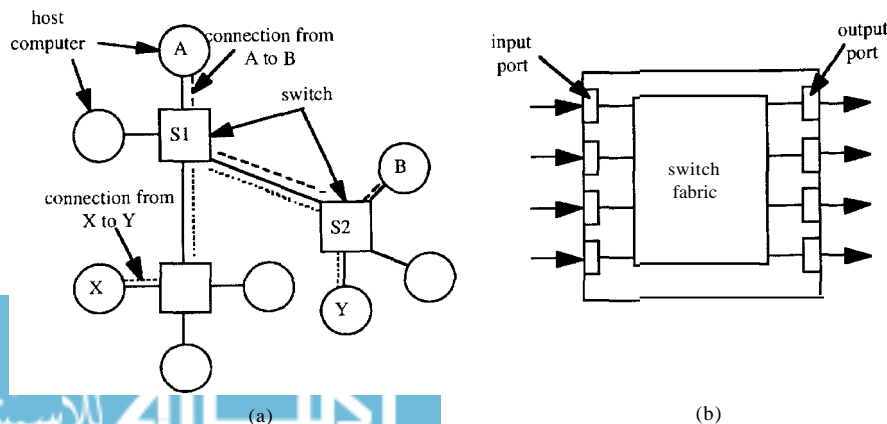 host
computer
A
connection from
A to B
switch
S1
B
connection from
X to Y
S2
X
Y
(a)
input
port
output
port
switch
fabric
(b)